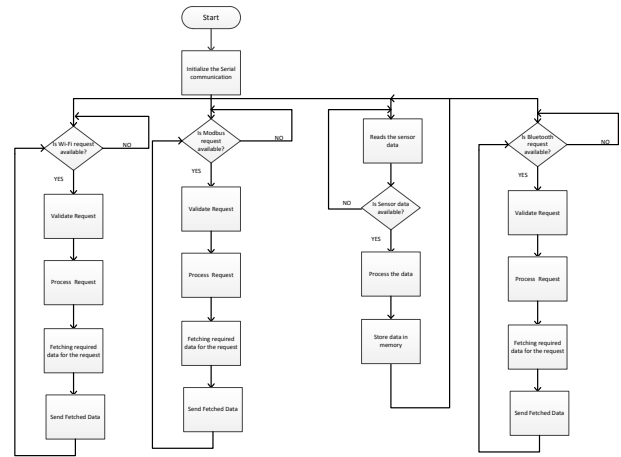 Start
Initialize the Serial
communication
Is Wi-Fi request
available?
NO
YES
Validate Request
Process Request
Fetching required
data for the request
Send Fetched Data
Is Modbus
request
available?
NO
YES
Validate Request
Process Request
Fetching required
data for the request
Send Fetched Data
Reads the sensor
data
NO
Is Sensor data
available?
YES
Process the data
Store data in
memory
Is Bluetooth
request
available?
NO
YES
Validate Request
Process Request
Fetching required
data for the request
Send Fetched Data